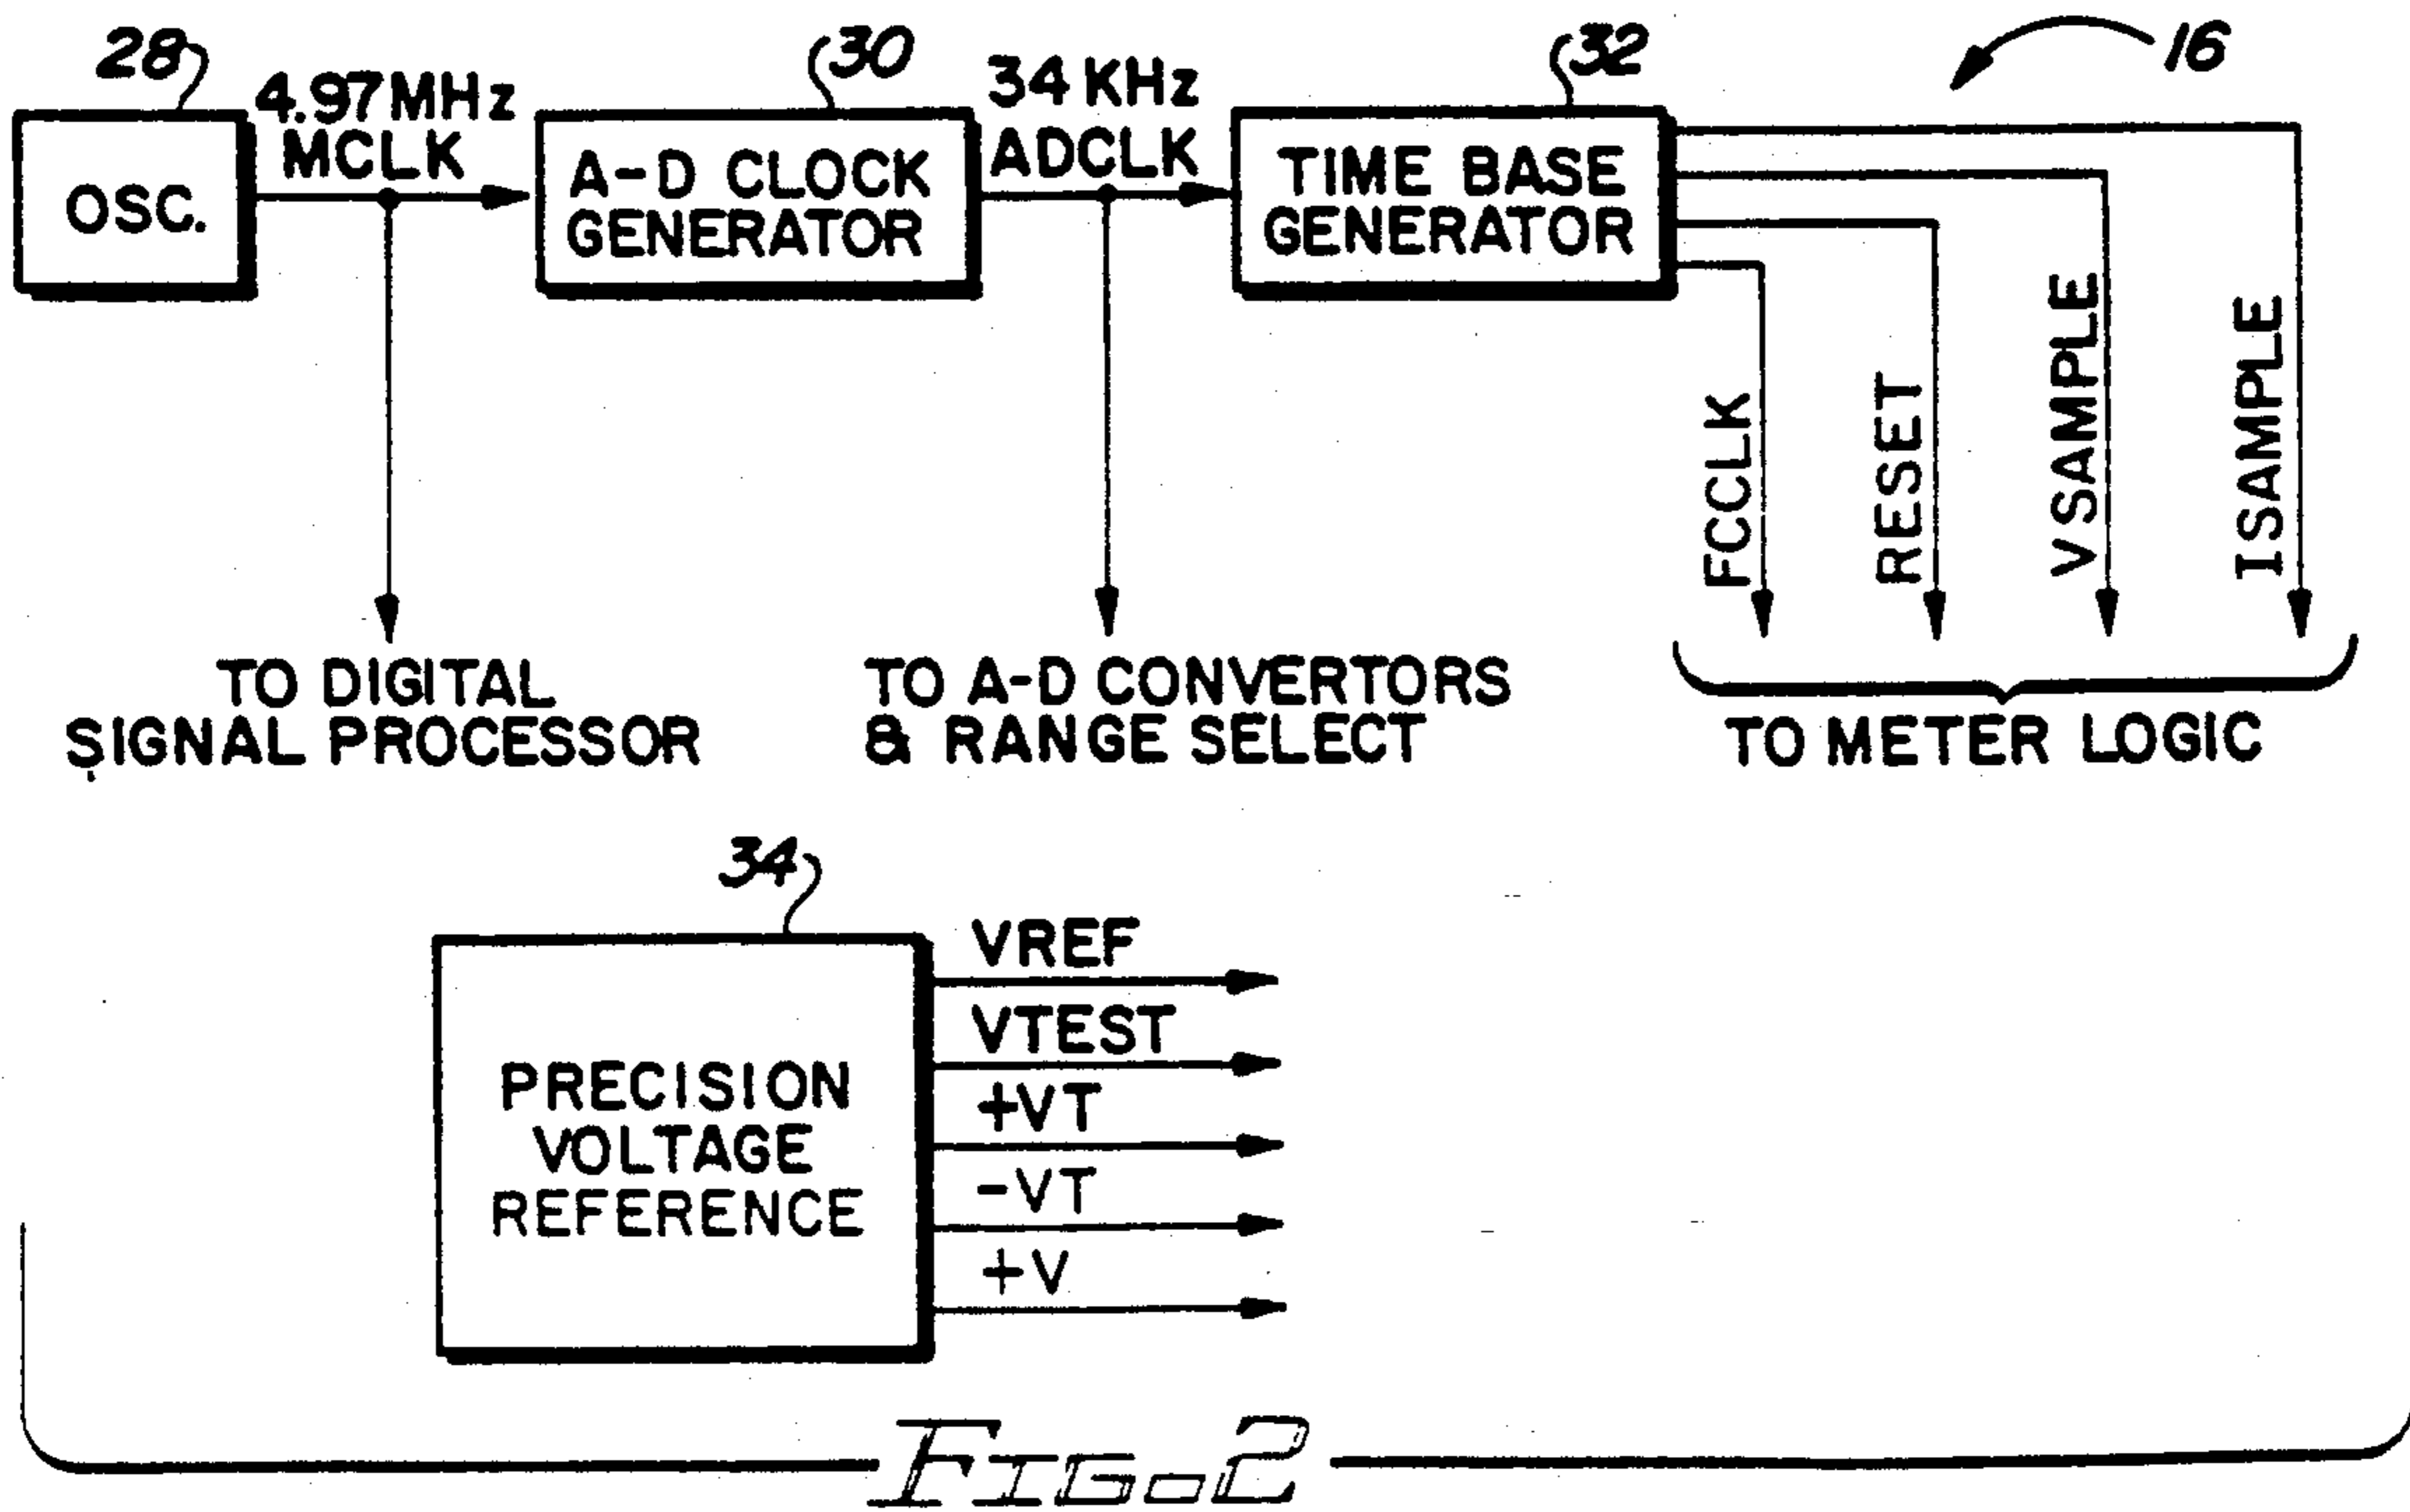 28
4.97MHz
MCLK
OSC.
30
A-D CLOCK
GENERATOR
34 KHz
ADCLK
32
TIME BASE
GENERATOR
16
FCCLK
RESET
VSAMPLE
ISAMPLE
TO DIGITAL
SIGNAL PROCESSOR
TO A-D CONVERTORS
& RANGE SELECT
TO METER LOGIC
34
PRECISION
VOLTAGE
REFERENCE
VREF
VTEST
+VT
-VT
+V
FIG. 2